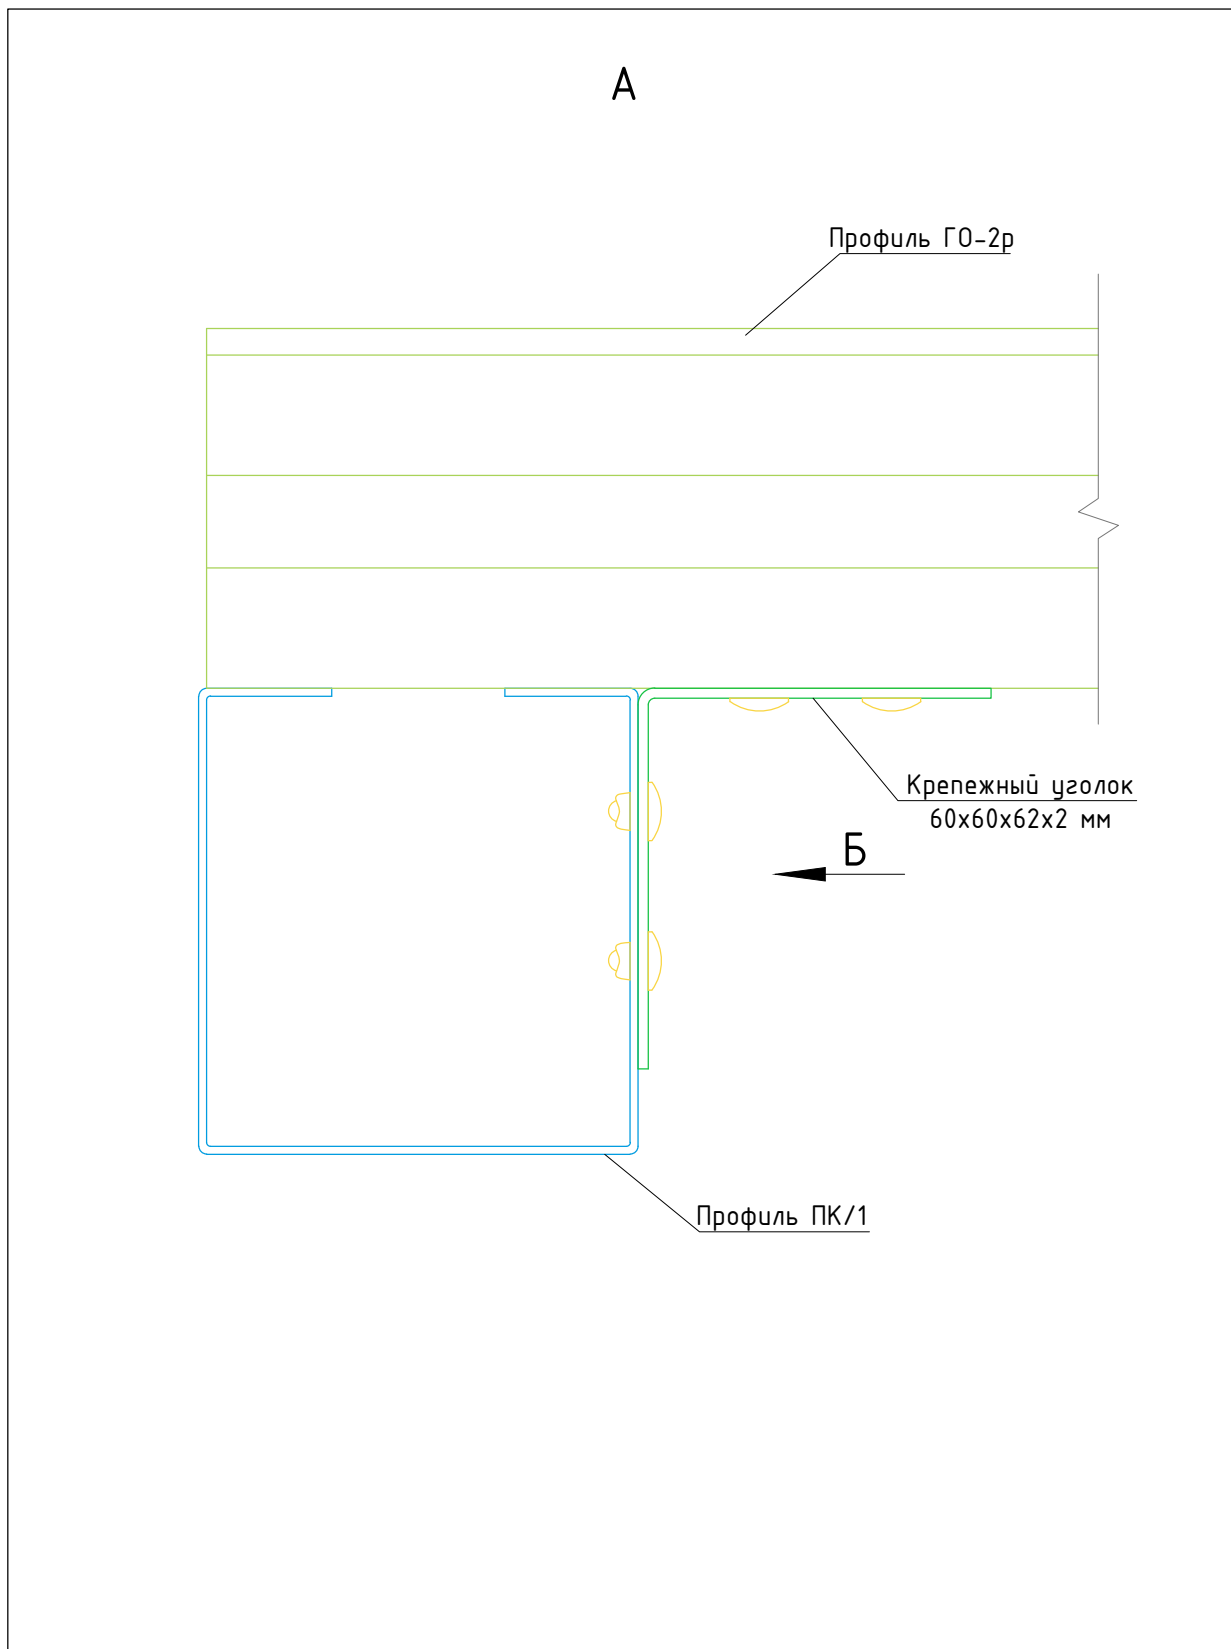 А
Профиль ГО-2р
Крепежный уголок
60х60х62х2 мм
Б
Профиль ПК/1